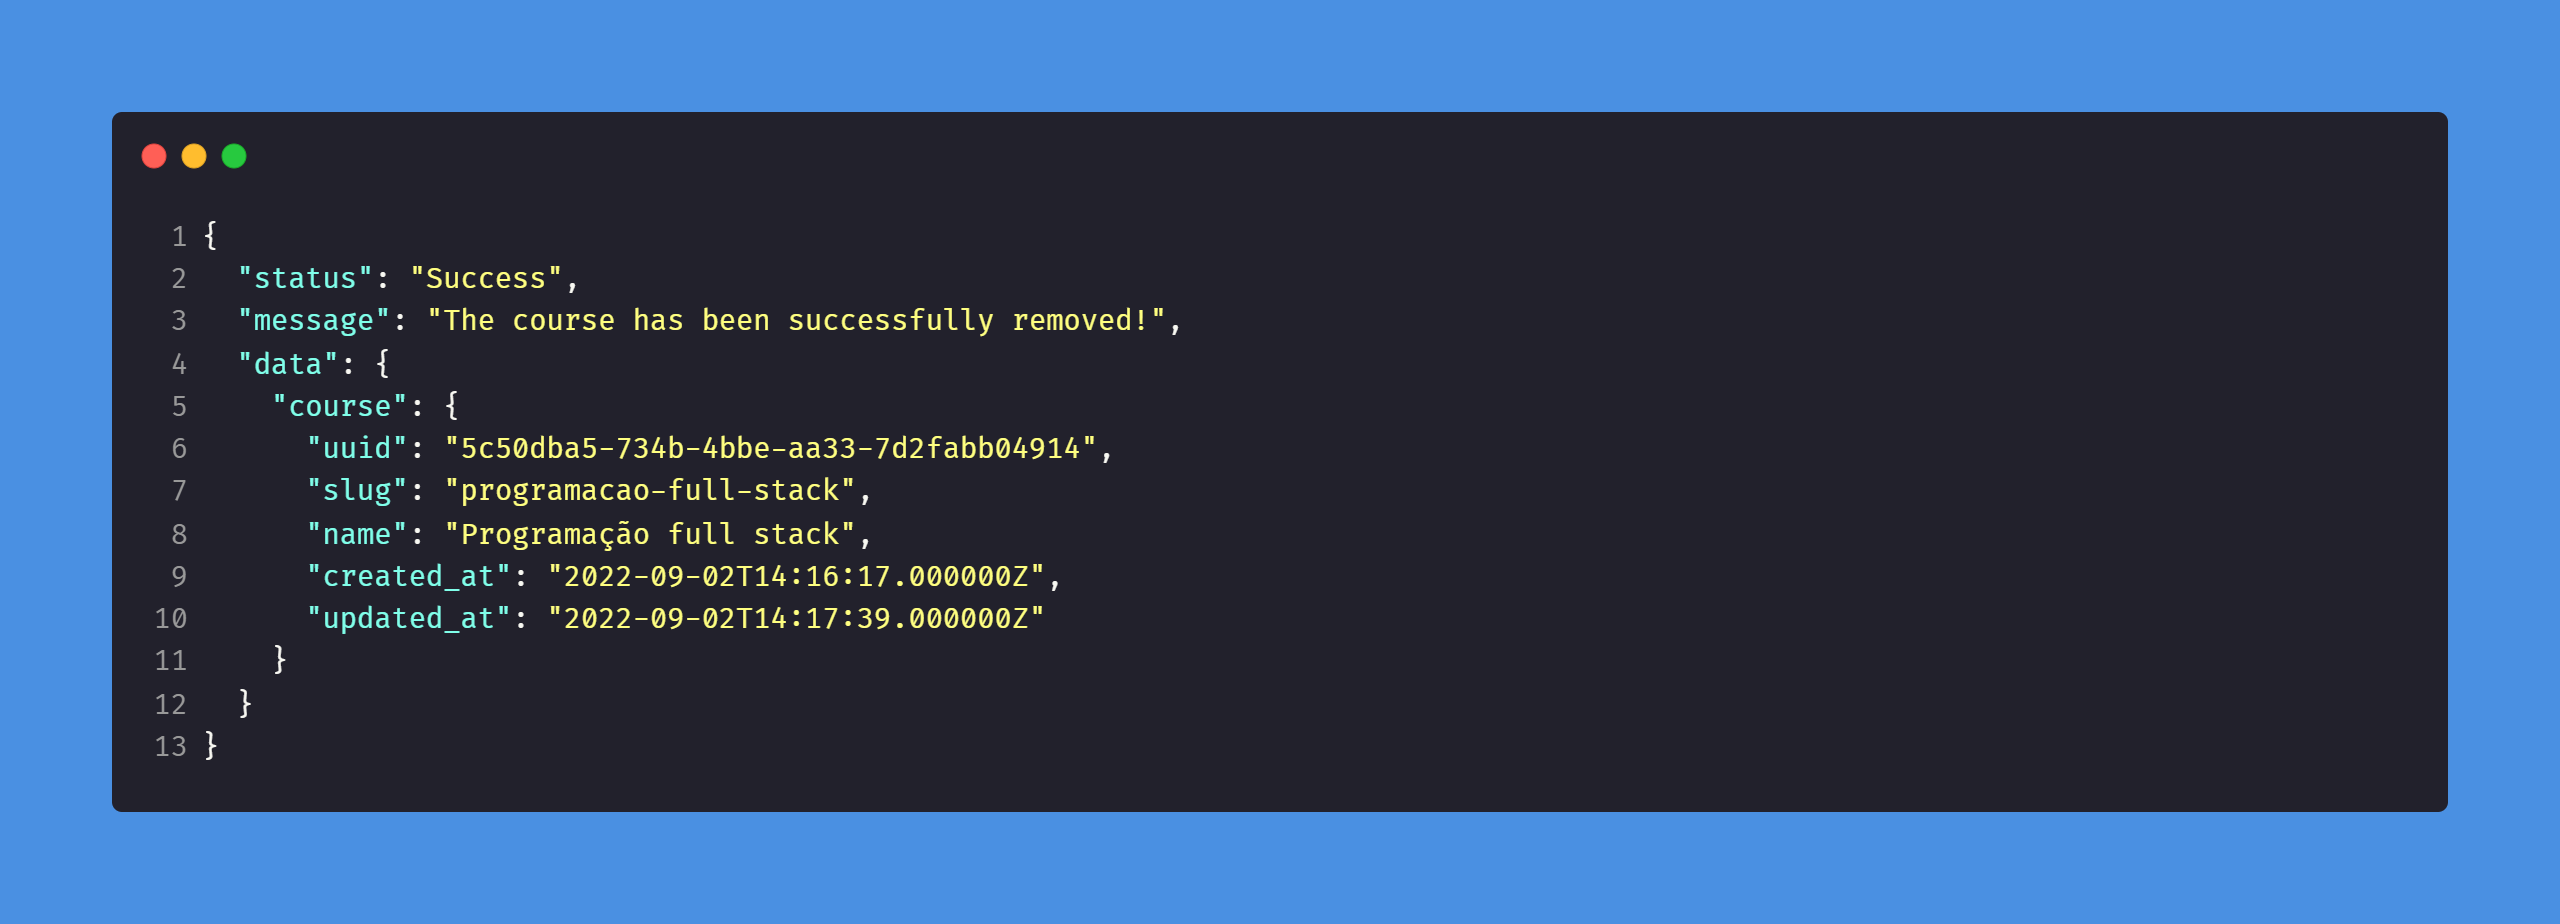 1 {
2   "status": "Success",
3   "message": "The course has been successfully removed!",
4   "data": {
5     "course": {
6       "uuid": "5c50dba5-734b-4bbe-aa33-7d2fabb04914",
7       "slug": "programacao-full-stack",
8       "name": "Programação full stack",
9       "created_at": "2022-09-02T14:16:17.000000Z",
10       "updated_at": "2022-09-02T14:17:39.000000Z"
11     }
12   }
13 }